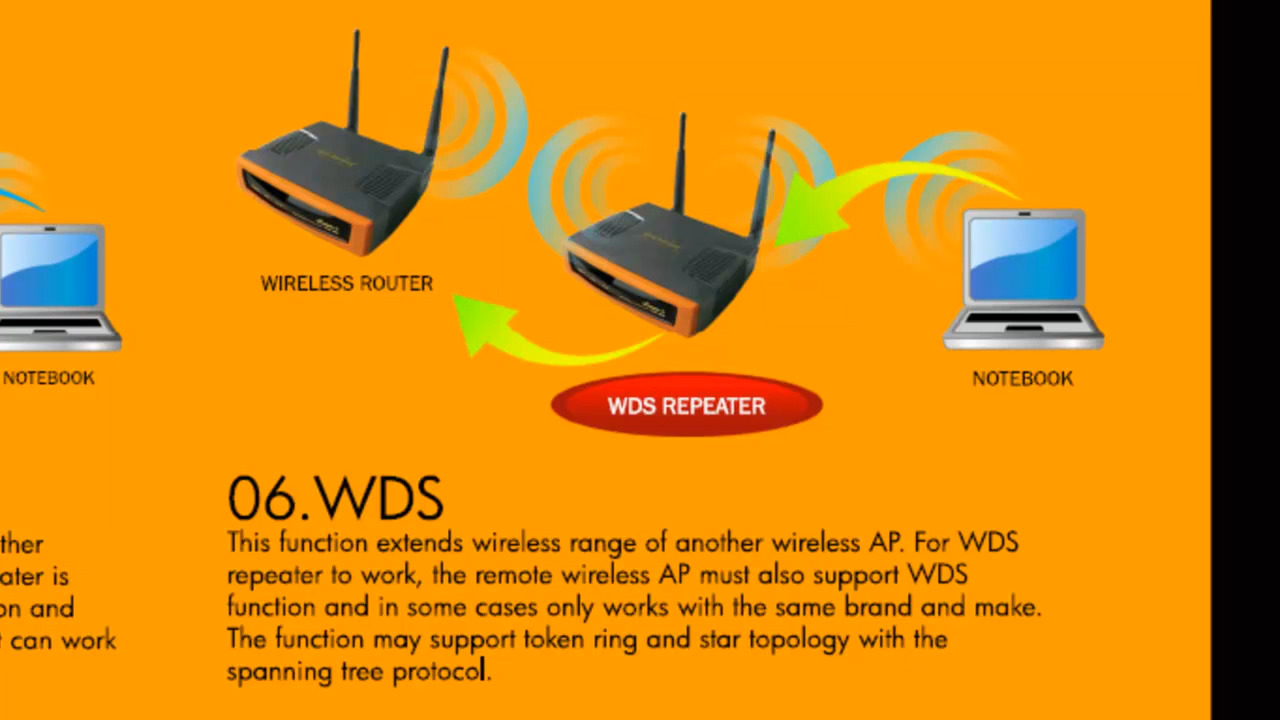 WIRELESS ROUTER
NOTEBOOK
NOTEBOOK
WDS REPEATER
06.WDS
ther
This function extends wireless range of another wireless AP. For WDS
ater is
repeater to work, the remote wireless AP must also support WDS
on and
function and in some cases only works with the same brand and make.
can work
The function may support token ring and star topology with the
spanning tree protocol.